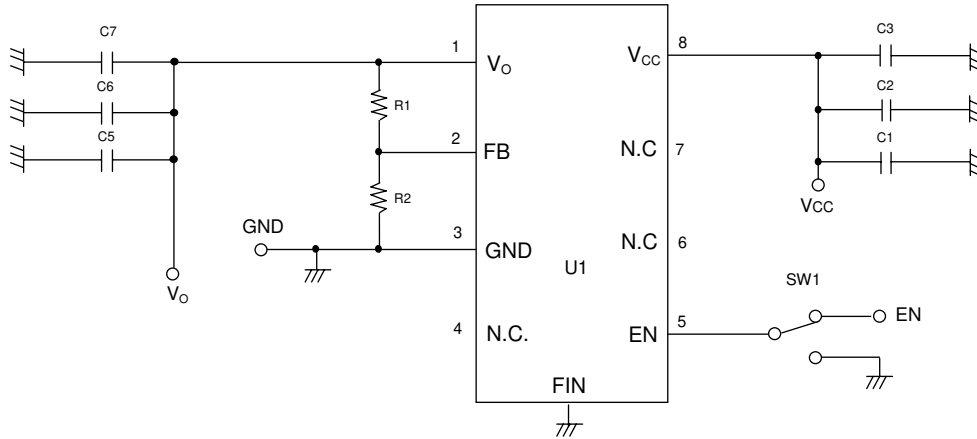 C7
C6
C5
1
VO
R1
2
FB
R2
GND
3
GND
VO
4
N.C.
U1
FIN
8
VCC
N.C
7
N.C
6
5
EN
C3
C2
C1
VCC
SW1
EN